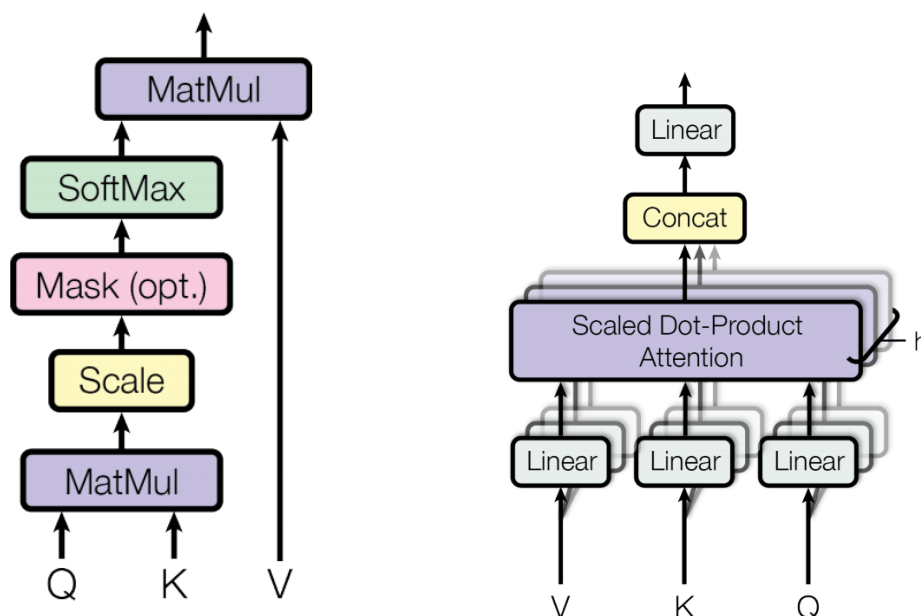 MatMul
SoftMax
Mask (opt.)
Scale
MatMul
Q K V
Linear
Concat
Scaled Dot-Product
Attention
h
Linear Linear Linear
V K Q